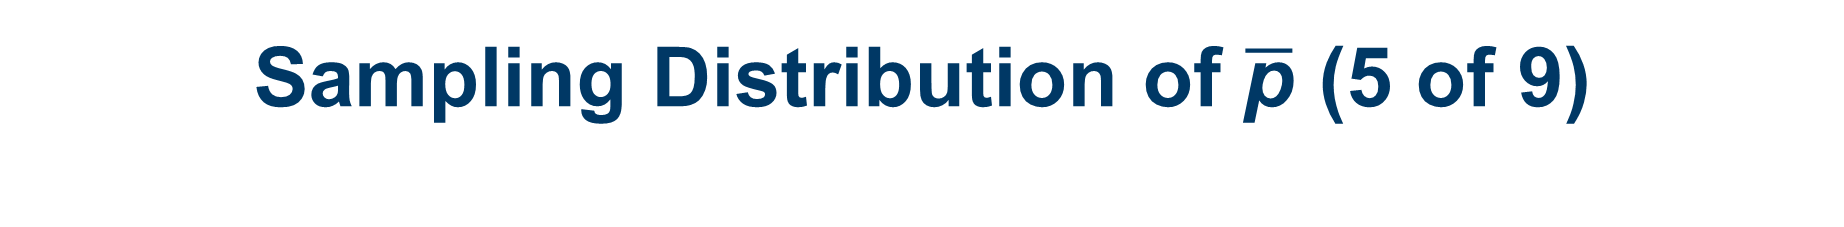 Sampling Distribution of p̅ (5 of 9)